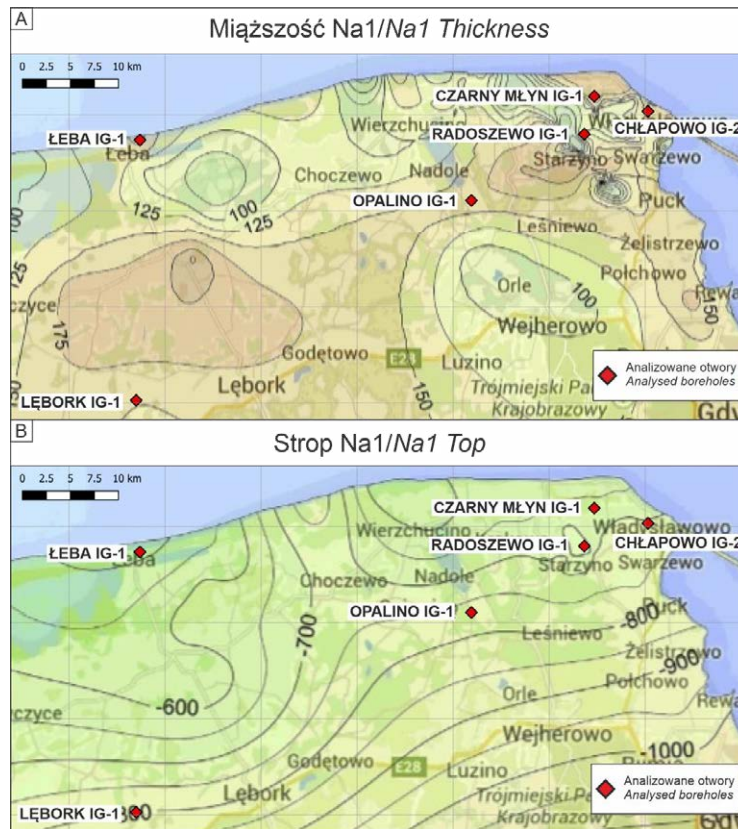 A
Miąższość Na1/Na1 Thickness
0 2.5 5 7.5 10 km
CZARNY MŁYN IG-1
CHŁAPOWO IG-2
Wierzchucino
RADOSZEWO IG-1
ŁEBA IG-1
Łeba
Starzyno
Swarzewo
Choczewo
Nadole
100
OPALINO IG-1
Puck
100
125
125
Leśniewo
Żelistrzewo
125
Połchowo
Orle
100
Rewa
150
175
Wejherowo
Godętowo
E28
Luzino
Lębork
150
Trójmiejski Pa
Krajobrazowy
LĘBORK IG-1
Analizowane otwory
Analysed boreholes
B
Strop Na1/Na1 Top
0 2.5 5 7.5 10 km
CZARNY MŁYN IG-1
Wierzchucino
Władysławowo
ŁEBA IG-1
RADOSZEWO IG-1
CHŁAPOWO IG-2
Starzyno
Swarzewo
Choczewo
Nadole
OPALINO IG-1
-800
Puck
-700
Leśniewo
Żelistrzewo
-900
Połchowo
Orle
Rewa
-600
Wejherowo
-1000
Godętowo
E28
Luzino
Lębork
Trójmiejski Pa
Krajobrazowy
LĘBORK IG-1
Analizowane otwory
Analysed boreholes